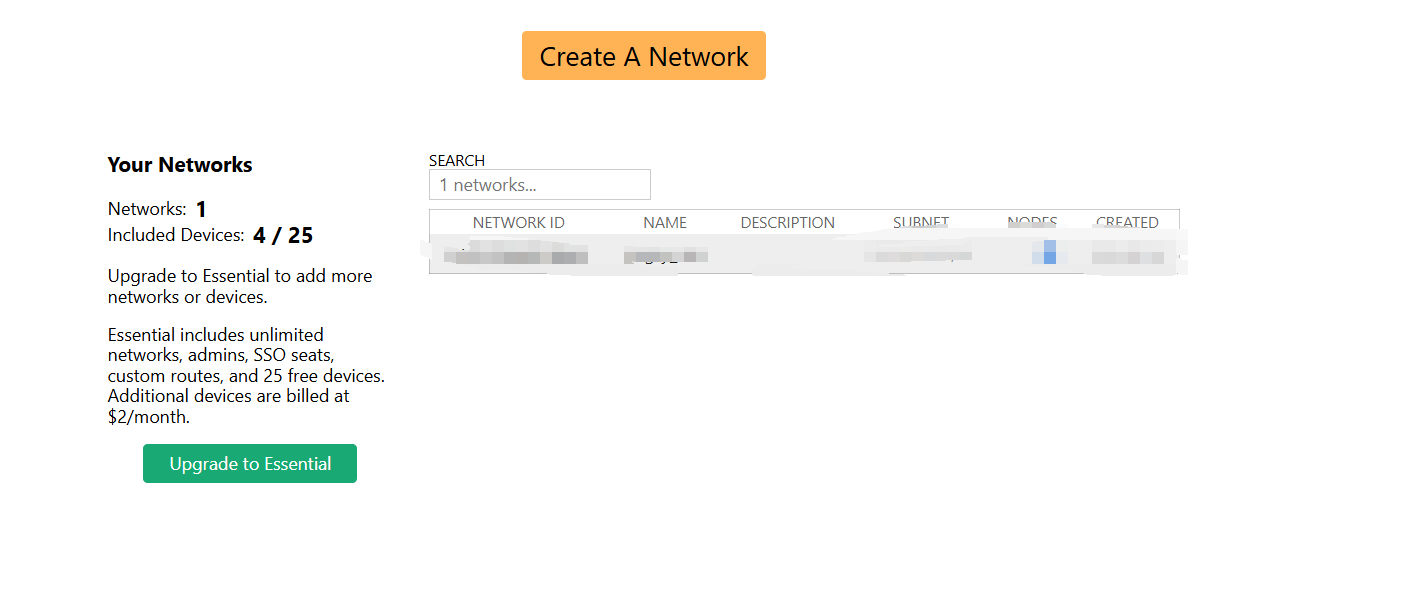 Create A Network
Your Networks
Networks: 1
Included Devices: 4 / 25
Upgrade to Essential to add more
networks or devices.
Essential includes unlimited
networks, admins, SSO seats,
custom routes, and 25 free devices.
Additional devices are billed at
$2/month.
Upgrade to Essential
SEARCH
1 networks...
NETWORK ID NAME DESCRIPTION SUBNET NODES CREATED